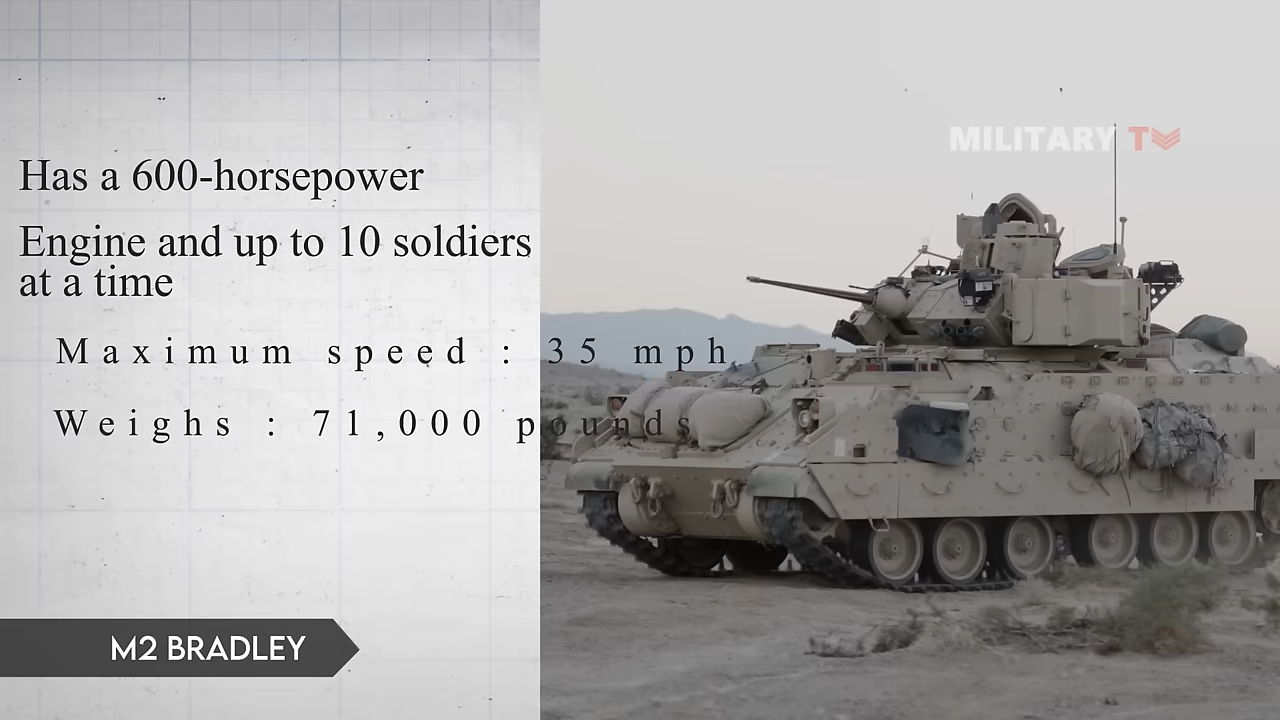 MILITARY TV
Has a 600-horsepower
Engine and up to 10 soldiers
at a time
Maximum speed : 35 mph
Weighs : 71,000 pounds
M2 BRADLEY